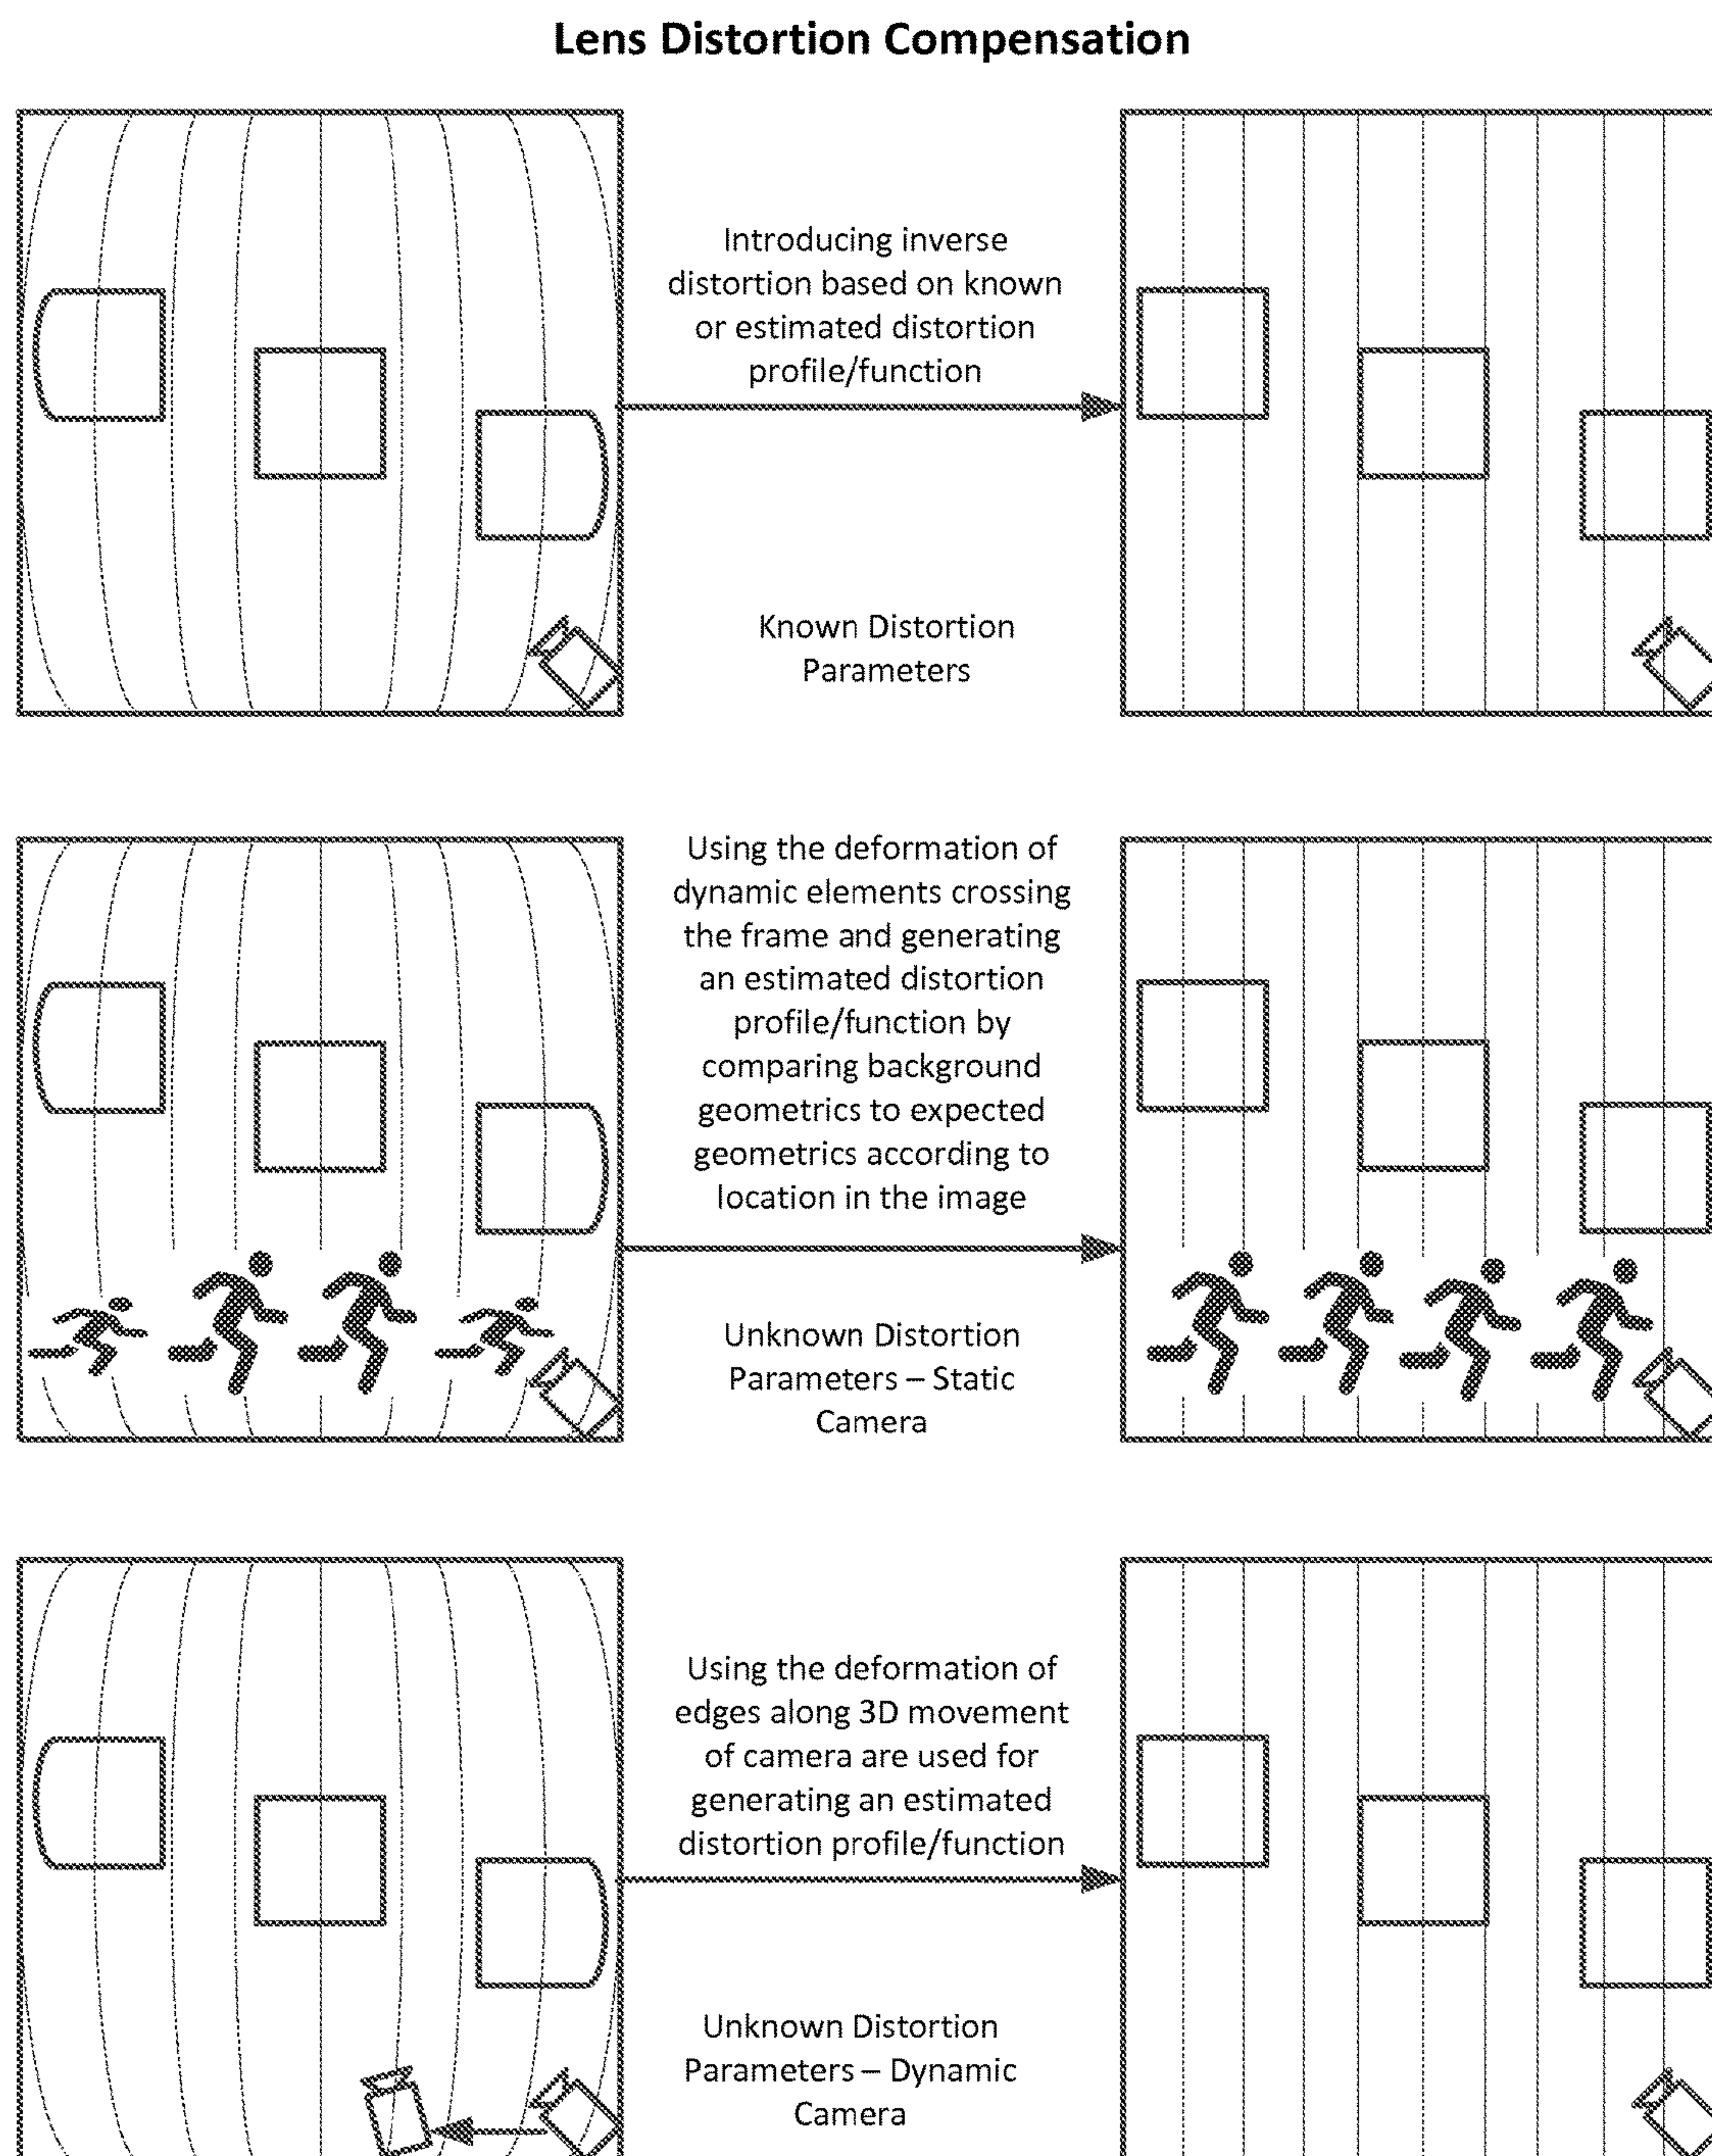 Lens Distortion Compensation
Introducing inverse
distortion based on known
or estimated distortion
profile/function
Known Distortion
Parameters
Using the deformation of
dynamic elements crossing
the frame and generating
an estimated distortion
profile/function by
comparing background
geometrics to expected
geometrics according to
location in the image
Unknown Distortion
Parameters – Static
Camera
Using the deformation of
edges along 3D movement
of camera are used for
generating an estimated
distortion profile/function
Unknown Distortion
Parameters – Dynamic
Camera